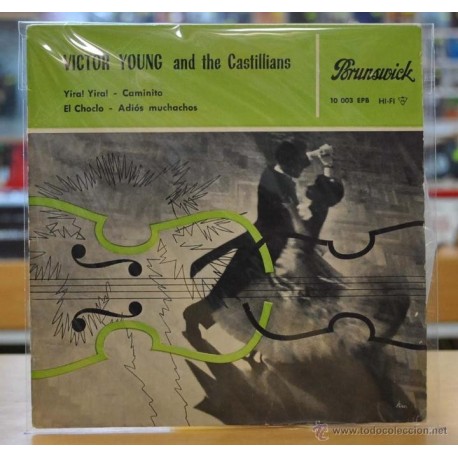 VICTOR YOUNG and the Castillians
Brunswick
Yira! Yira! - Caminito
El Choclo - Adiós muchachos
10 003 EPB HI-FI
© www.todocoleccion.net